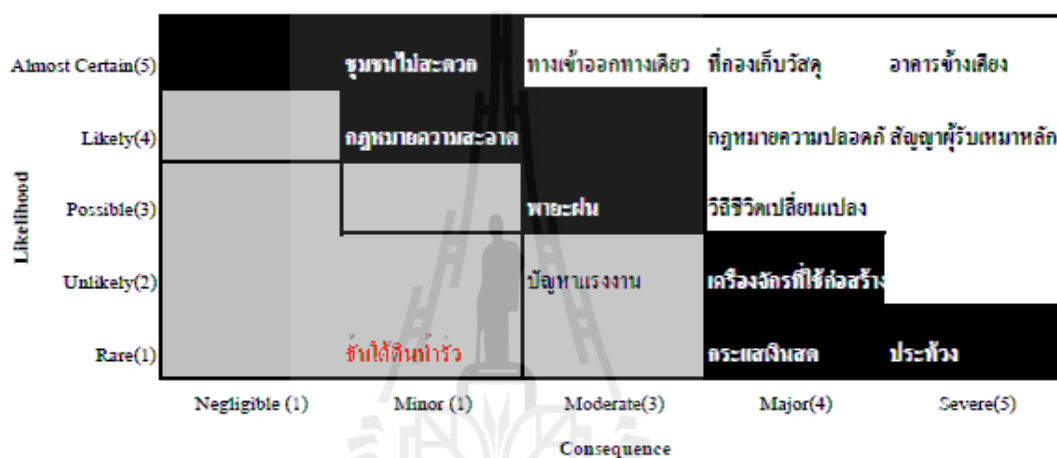 Almost Certain(5) ชุมชนไม่สะดวก ทางเข้าออกทางเดียว ที่กองเก็บวัสดุ อาคารข้างเคียง
Likely(4) กฎหมายความสะอาด กฎหมายความปลอดภั สัญญาผู้รับเหมาหลัก
Likelihood
Possible(3) พายุฝน วิถีชีวิตเปลี่ยนแปลง
Unlikely(2) ปัญหาแรงงาน เครื่องจักรที่ใช้ก่อสร้าง
Rare(1) ชั้นใต้ดินน้ำรั่ว กระแสเงินสด ประท้วง
Negligible (1) Minor (1) Moderate(3) Major(4) Severe(5)
Consequence